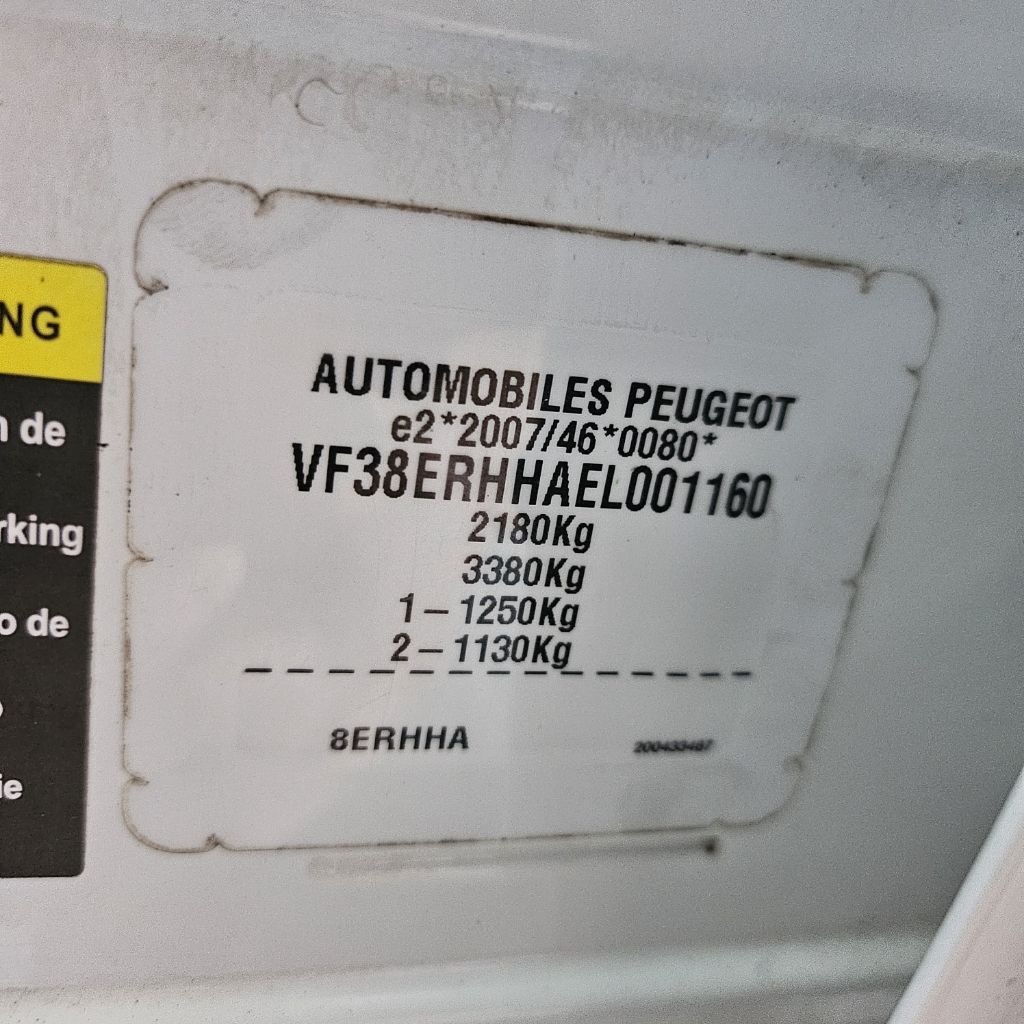 AUTOMOBILES PEUGEOT
e2*2007/46*0080*
VF38ERHHAEL001160
2180Kg
3380Kg
1-1250Kg
2-1130Kg
8ERHHA
NG
n de
rking
o de
ie